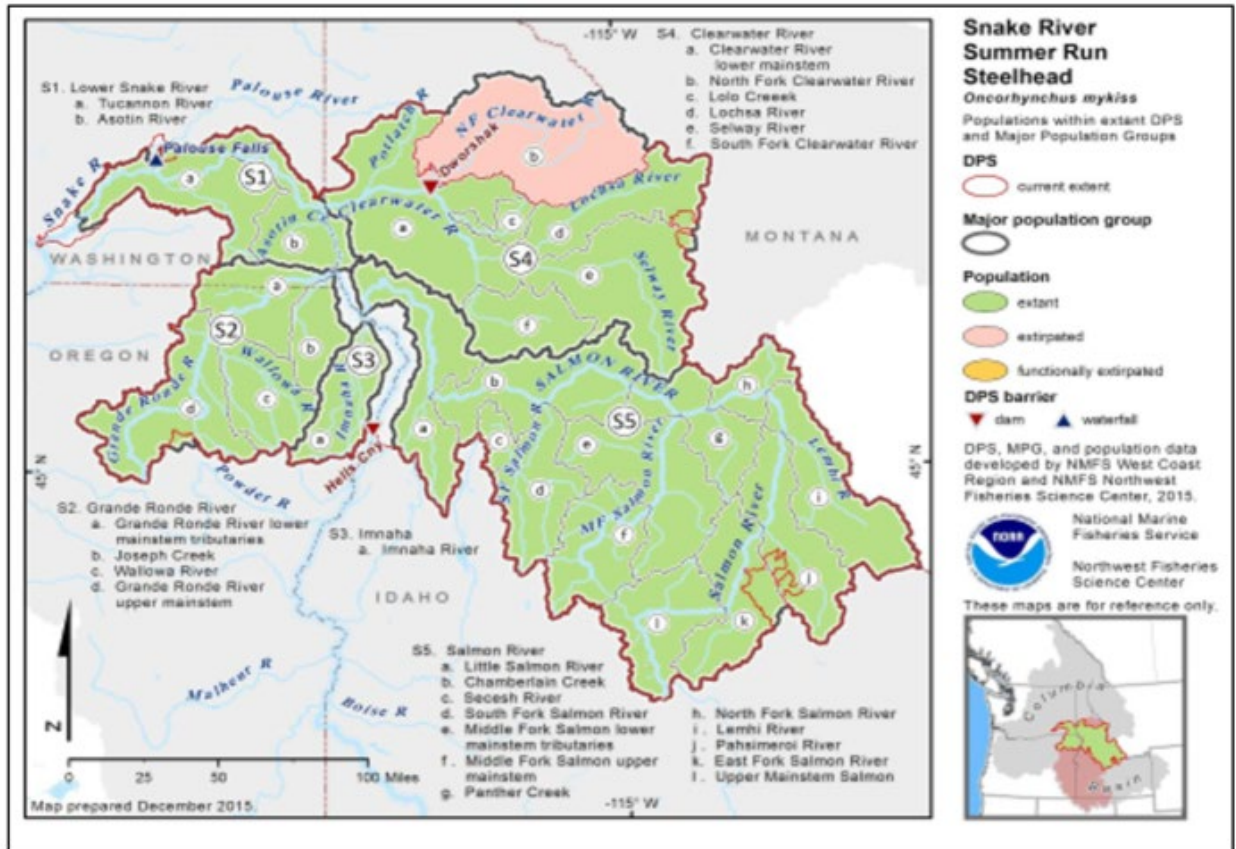 Snake River
Summer Run
Steelhead
Oncorhynchus mykiss
Populations within extant DPS
and Major Population Groups
DPS
current extent
Major population group
Population
extant
extirpated
functionally extirpated
DPS barrier
dam
waterfall
DPS, MPG, and population data
developed by NMFS West Coast
Region and NMFS Northwest
Fisheries Science Center, 2015.
NOAA
National Marine
Fisheries Service
Northwest Fisheries
Science Center
These maps are for reference only.
Columbia
Basin
-115° W
S4. Clearwater River
a. Clearwater River
lower mainstem
b. North Fork Clearwater River
c. Lolo Creeek
d. Lochsa River
e. Selway River
f. South Fork Clearwater River
S1. Lower Snake River
a. Tucannon River
b. Asotin River
Palouse River
Palouse Falls
Snake R
a
S1
b
Asotin Cr
WASHINGTON
Potlatch R
NF Clearwater R
b
Dworshak
Lochsa River
Clearwater R
a
c
d
S4
e
f
Selway River
MONTANA
OREGON
a
S2
b
c
d
Wallowa R
Grande Ronde R
S3
a
Imnaha R
Hells Cny
Powder R
45° N
45° N
SALMON RIVER
S5
a
b
c
d
e
f
g
h
i
j
k
l
SF Salmon R
MF Salmon River
Salmon River
Lemhi R
S2. Grande Ronde River
a. Grande Ronde River lower
mainstem tributaries
b. Joseph Creek
c. Wallowa River
d. Grande Ronde River
upper mainstem
S3. Imnaha
a. Imnaha River
IDAHO
Malheur R
Boise R
S5. Salmon River
a. Little Salmon River
b. Chamberlain Creek
c. Secesh River
d. South Fork Salmon River
e. Middle Fork Salmon lower
mainstem tributaries
f. Middle Fork Salmon upper
mainstem
g. Panther Creek
h. North Fork Salmon River
i. Lemhi River
j. Pahsimeroi River
k. East Fork Salmon River
l. Upper Mainstem Salmon
N
0 25 50 100 Miles
Map prepared December 2015.
-115° W